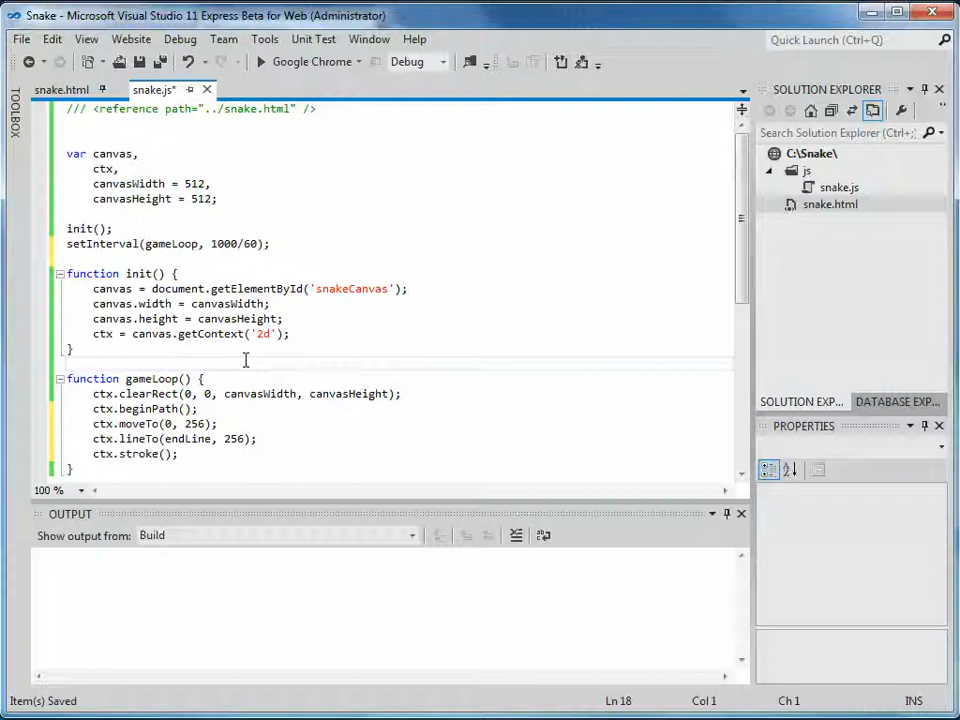 Snake - Microsoft Visual Studio 11 Express Beta for Web (Administrator)
File Edit View Website Debug Team Tools Unit Test Window Help
Quick Launch (Ctrl+Q)
Google Chrome Debug
TOOLBOX
snake.html snake.js*
/// <reference path="../snake.html" />
var canvas,
ctx,
canvasWidth = 512,
canvasHeight = 512;
init();
setInterval(gameLoop, 1000/60);
function init() {
canvas = document.getElementById('snakeCanvas');
canvas.width = canvasWidth;
canvas.height = canvasHeight;
ctx = canvas.getContext('2d');
}
function gameLoop() {
ctx.clearRect(0, 0, canvasWidth, canvasHeight);
ctx.beginPath();
ctx.moveTo(0, 256);
ctx.lineTo(endLine, 256);
ctx.stroke();
}
100 %
OUTPUT
Show output from: Build
SOLUTION EXPLORER
Search Solution Explorer (Ctrl+;
C:\Snake\
js
snake.js
snake.html
SOLUTION EXP... DATABASE EXP...
PROPERTIES
Item(s) Saved Ln 18 Col 1 Ch 1 INS